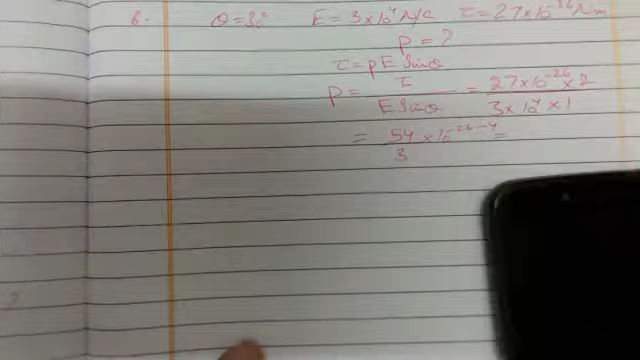 6- θ = 30° E = 3 × 10⁴ N/C τ = 27 × 10⁻²⁶ Nm
p = ?
τ = pE Sinθ
p = τ / E Sinθ = 27 × 10⁻²⁶ × 2 / 3 × 10⁴ × 1
= 54 / 3 × 10⁻²⁶⁻⁴ =